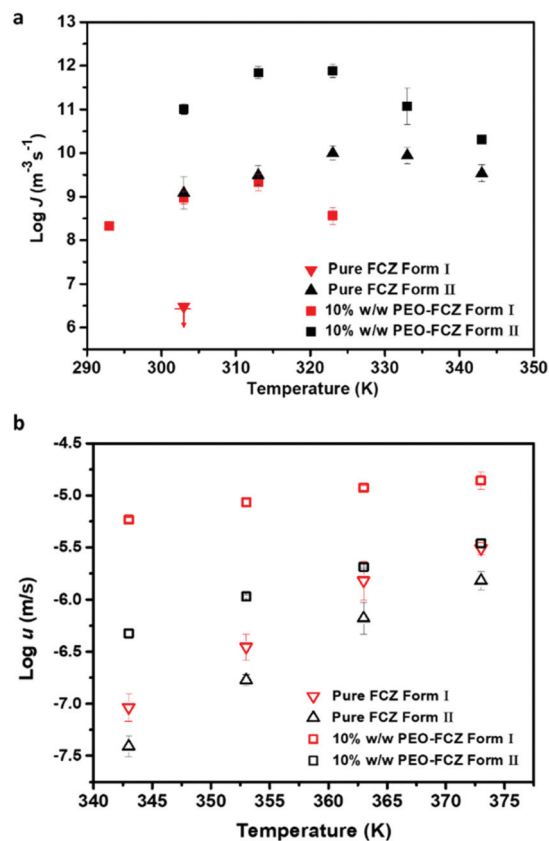 a
12
11
10
9
8
7
6
Log J (m⁻³ s⁻¹)
Pure FCZ Form I
Pure FCZ Form II
10% w/w PEO-FCZ Form I
10% w/w PEO-FCZ Form II
290 300 310 320 330 340 350
Temperature (K)
b
-4.5
-5.0
-5.5
-6.0
-6.5
-7.0
-7.5
Log u (m/s)
Pure FCZ Form I
Pure FCZ Form II
10% w/w PEO-FCZ Form I
10% w/w PEO-FCZ Form II
340 345 350 355 360 365 370 375
Temperature (K)